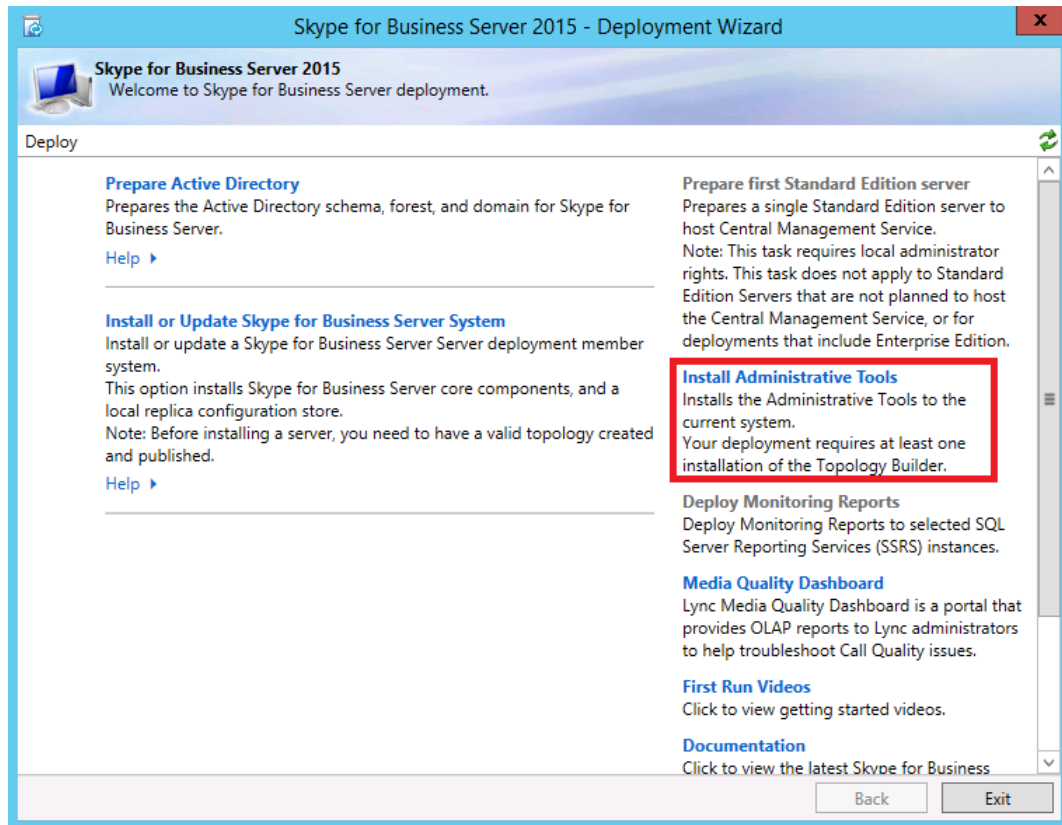 Skype for Business Server 2015 - Deployment Wizard
x
Skype for Business Server 2015
Welcome to Skype for Business Server deployment.
Deploy
Prepare Active Directory
Prepares the Active Directory schema, forest, and domain for Skype for
Business Server.
Help
Install or Update Skype for Business Server System
Install or update a Skype for Business Server Server deployment member
system.
This option installs Skype for Business Server core components, and a
local replica configuration store.
Note: Before installing a server, you need to have a valid topology created
and published.
Help
Prepare first Standard Edition server
Prepares a single Standard Edition server to
host Central Management Service.
Note: This task requires local administrator
rights. This task does not apply to Standard
Edition Servers that are not planned to host
the Central Management Service, or for
deployments that include Enterprise Edition.
Install Administrative Tools
Installs the Administrative Tools to the
current system.
Your deployment requires at least one
installation of the Topology Builder.
Deploy Monitoring Reports
Deploy Monitoring Reports to selected SQL
Server Reporting Services (SSRS) instances.
Media Quality Dashboard
Lync Media Quality Dashboard is a portal that
provides OLAP reports to Lync administrators
to help troubleshoot Call Quality issues.
First Run Videos
Click to view getting started videos.
Documentation
Click to view the latest Skype for Business
Back
Exit